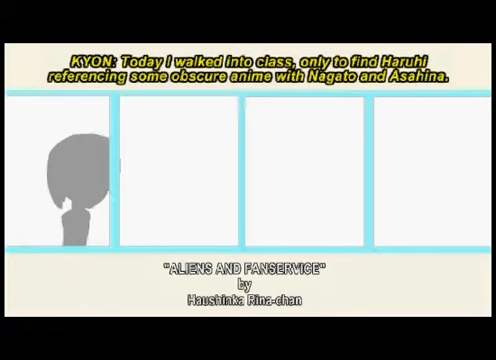 KYON: Today I walked into class, only to find Haruhi
referencing some obscure anime with Nagato and Asahina.
"ALIENS AND FANSERVICE"
by
Haushinka Rina-chan